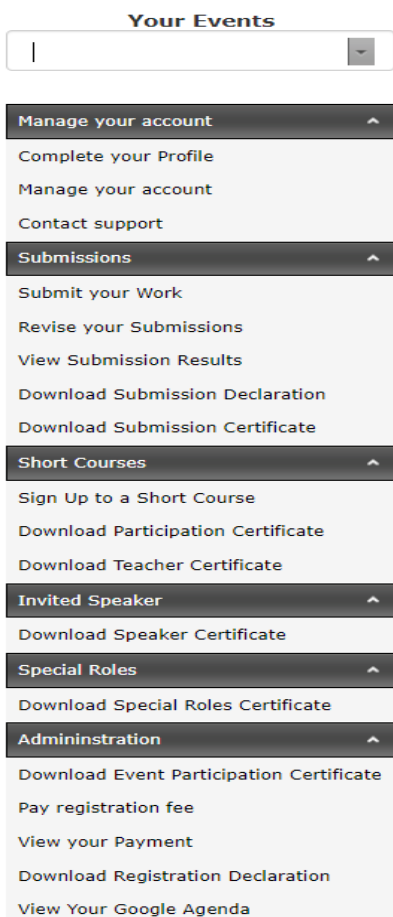 Your Events
Manage your account
Complete your Profile
Manage your account
Contact support
Submissions
Submit your Work
Revise your Submissions
View Submission Results
Download Submission Declaration
Download Submission Certificate
Short Courses
Sign Up to a Short Course
Download Participation Certificate
Download Teacher Certificate
Invited Speaker
Download Speaker Certificate
Special Roles
Download Special Roles Certificate
Admininstration
Download Event Participation Certificate
Pay registration fee
View your Payment
Download Registration Declaration
View Your Google Agenda